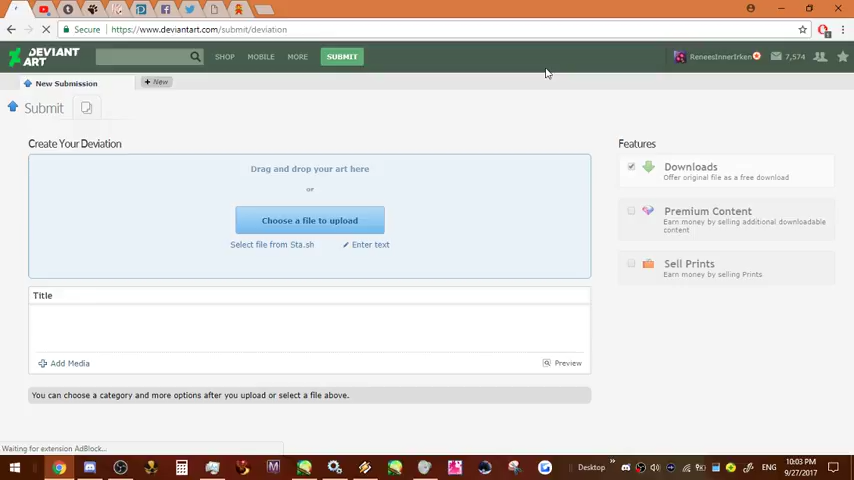 Secure https://www.deviantart.com/submit/deviation
DEVIANT ART
SHOP MOBILE MORE SUBMIT
ReneesInnerIrken
7,574
New Submission
+ New
Submit
Create Your Deviation
Features
Drag and drop your art here
or
Choose a file to upload
Select file from Sta.sh
Enter text
Downloads
Offer original file as a free download
Premium Content
Earn money by selling additional downloadable
content
Sell Prints
Earn money by selling Prints
Title
Add Media
Preview
You can choose a category and more options after you upload or select a file above.
Waiting for extension AdBlock...
Desktop
ENG
10:03 PM
9/27/2017